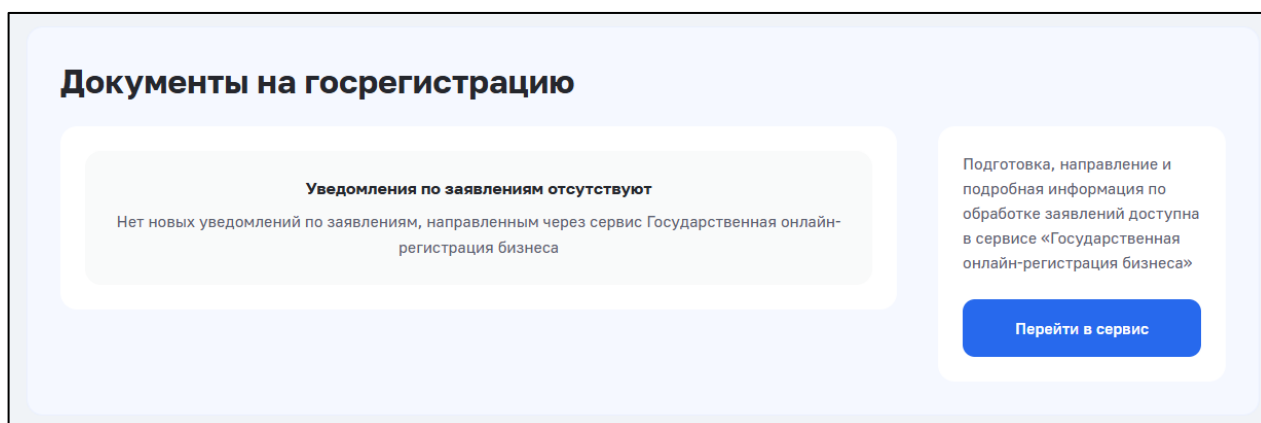 Документы на госрегистрацию
Уведомления по заявлениям отсутствуют
Нет новых уведомлений по заявлениям, направленным через сервис Государственная онлайн-
регистрация бизнеса
Подготовка, направление и
подробная информация по
обработке заявлений доступна
в сервисе «Государственная
онлайн-регистрация бизнеса»
Перейти в сервис